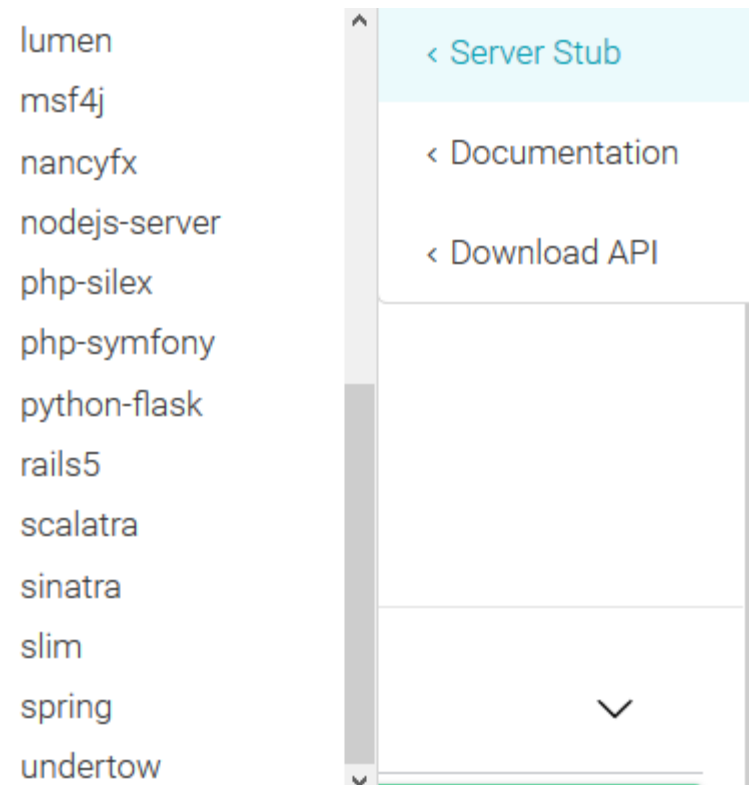 lumen
msf4j
nancyfx
nodejs-server
php-silex
php-symfony
python-flask
rails5
scalatra
sinatra
slim
spring
undertow
< Server Stub
< Documentation
< Download API